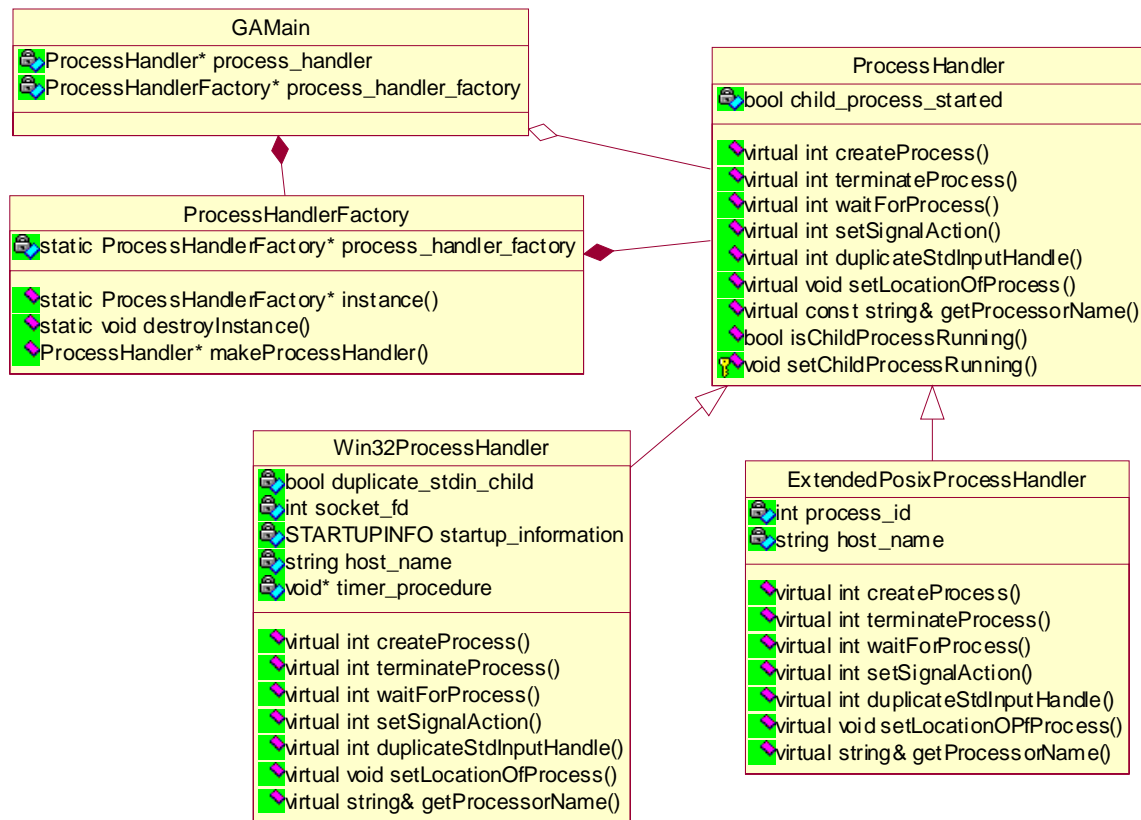 GAMain
ProcessHandler* process_handler
ProcessHandlerFactory* process_handler_factory
ProcessHandler
bool child_process_started
virtual int createProcess()
virtual int terminateProcess()
virtual int waitForProcess()
virtual int setSignalAction()
virtual int duplicateStdInputHandle()
virtual void setLocationOfProcess()
virtual const string& getProcessorName()
bool isChildProcessRunning()
void setChildProcessRunning()
ProcessHandlerFactory
static ProcessHandlerFactory* process_handler_factory
static ProcessHandlerFactory* instance()
static void destroyInstance()
ProcessHandler* makeProcessHandler()
Win32ProcessHandler
bool duplicate_stdin_child
int socket_fd
STARTUPINFO startup_information
string host_name
void* timer_procedure
virtual int createProcess()
virtual int terminateProcess()
virtual int waitForProcess()
virtual int setSignalAction()
virtual int duplicateStdInputHandle()
virtual void setLocationOfProcess()
virtual string& getProcessorName()
ExtendedPosixProcessHandler
int process_id
string host_name
virtual int createProcess()
virtual int terminateProcess()
virtual int waitForProcess()
virtual int setSignalAction()
virtual int duplicateStdInputHandle()
virtual void setLocationOPfProcess()
virtual string& getProcessorName()